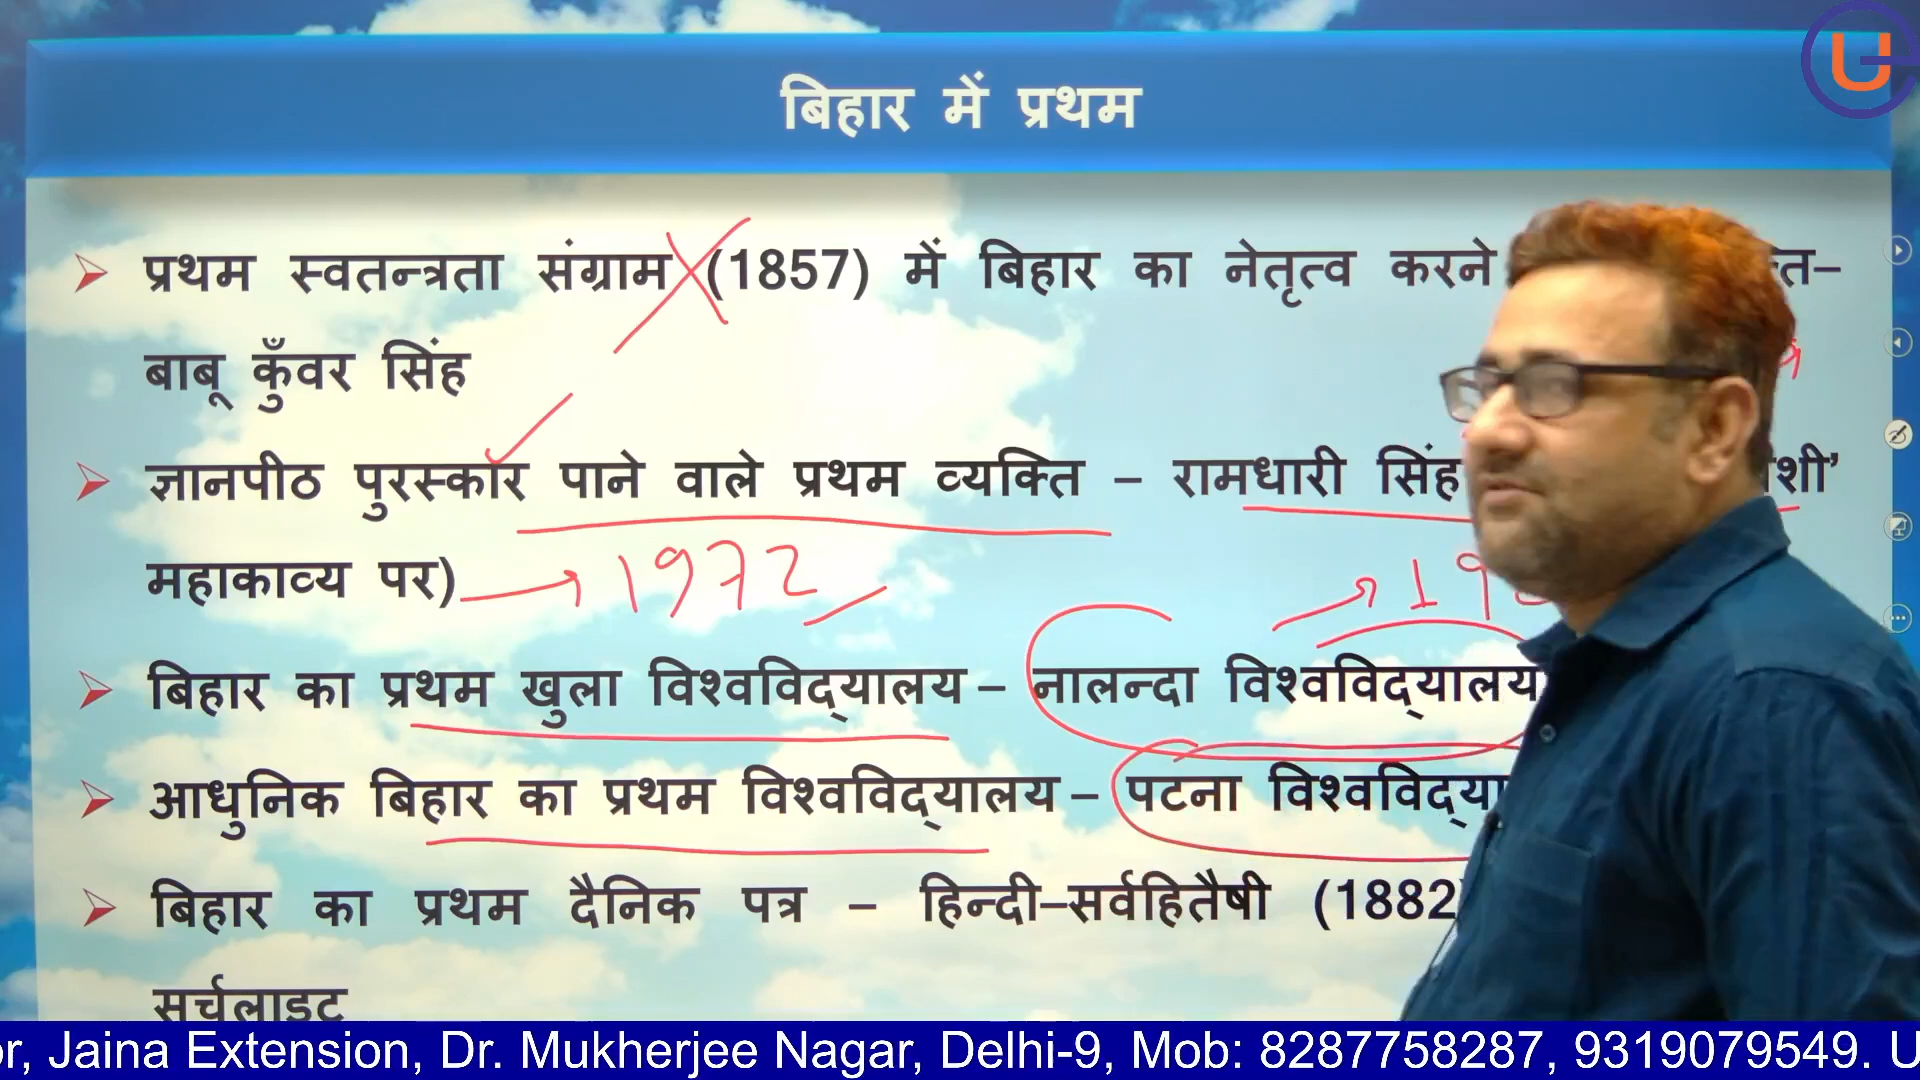 बिहार में प्रथम
प्रथम स्वतन्त्रता संग्राम (1857) में बिहार का नेतृत्व करने
बाबू कुँवर सिंह
ज्ञानपीठ पुरस्कार पाने वाले प्रथम व्यक्ति – रामधारी सिंह
महाकाव्य पर) → 1972
बिहार का प्रथम खुला विश्वविद्यालय – नालन्दा विश्वविद्यालय
आधुनिक बिहार का प्रथम विश्वविद्यालय – पटना
बिहार का प्रथम दैनिक पत्र – हिन्दी–सर्वहितैषी (1882)
सर्चलाइट
Jaina Extension, Dr. Mukherjee Nagar, Delhi-9, Mob: 8287758287, 9319079549.